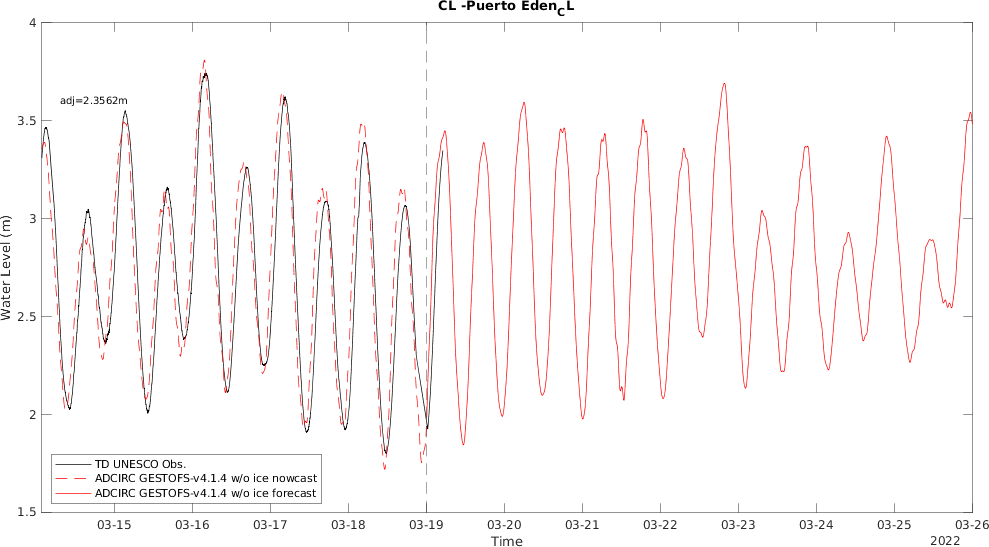 CL -Puerto Eden_CL
4
adj=2.3562m
3.5
3
Water Level (m)
2.5
2
TD UNESCO Obs.
ADCIRC GESTOFS-v4.1.4 w/o ice nowcast
ADCIRC GESTOFS-v4.1.4 w/o ice forecast
1.5
03-15 03-16 03-17 03-18 03-19 03-20 03-21 03-22 03-23 03-24 03-25 03-26
Time
2022